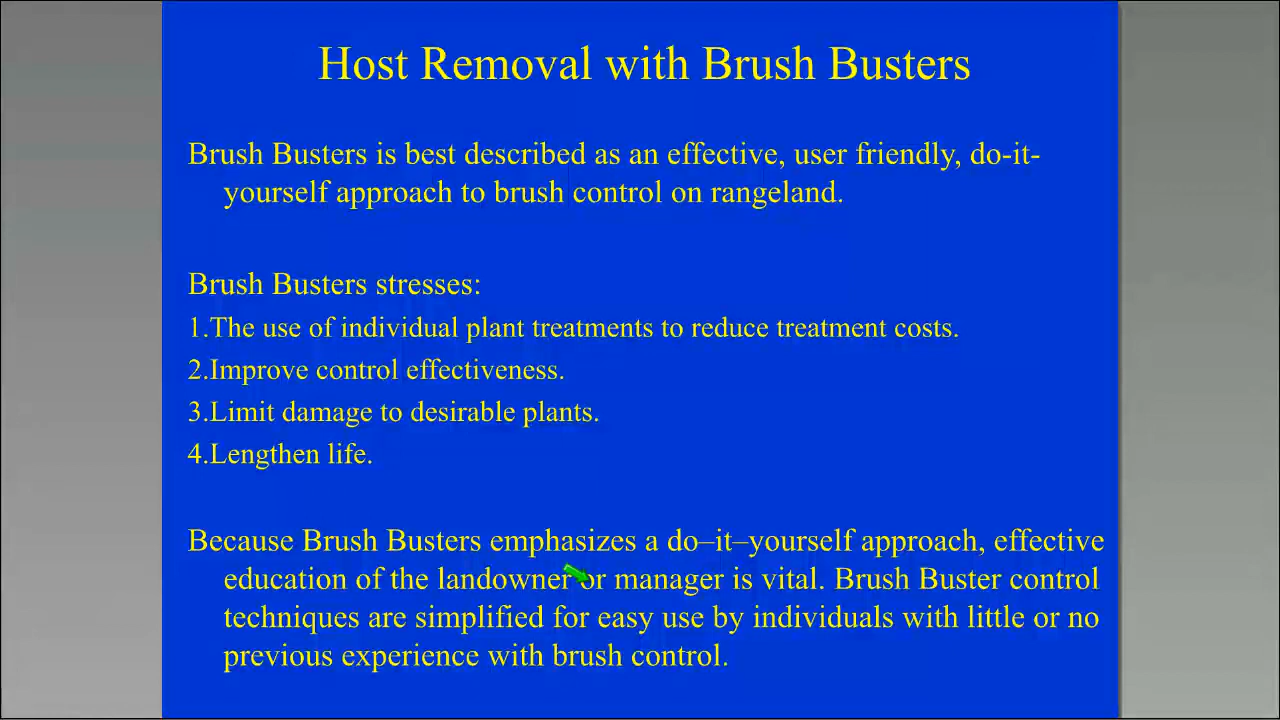 Host Removal with Brush Busters
Brush Busters is best described as an effective, user friendly, do-it-
yourself approach to brush control on rangeland.
Brush Busters stresses:
1.The use of individual plant treatments to reduce treatment costs.
2.Improve control effectiveness.
3.Limit damage to desirable plants.
4.Lengthen life.
Because Brush Busters emphasizes a do–it–yourself approach, effective
education of the landowner or manager is vital. Brush Buster control
techniques are simplified for easy use by individuals with little or no
previous experience with brush control.